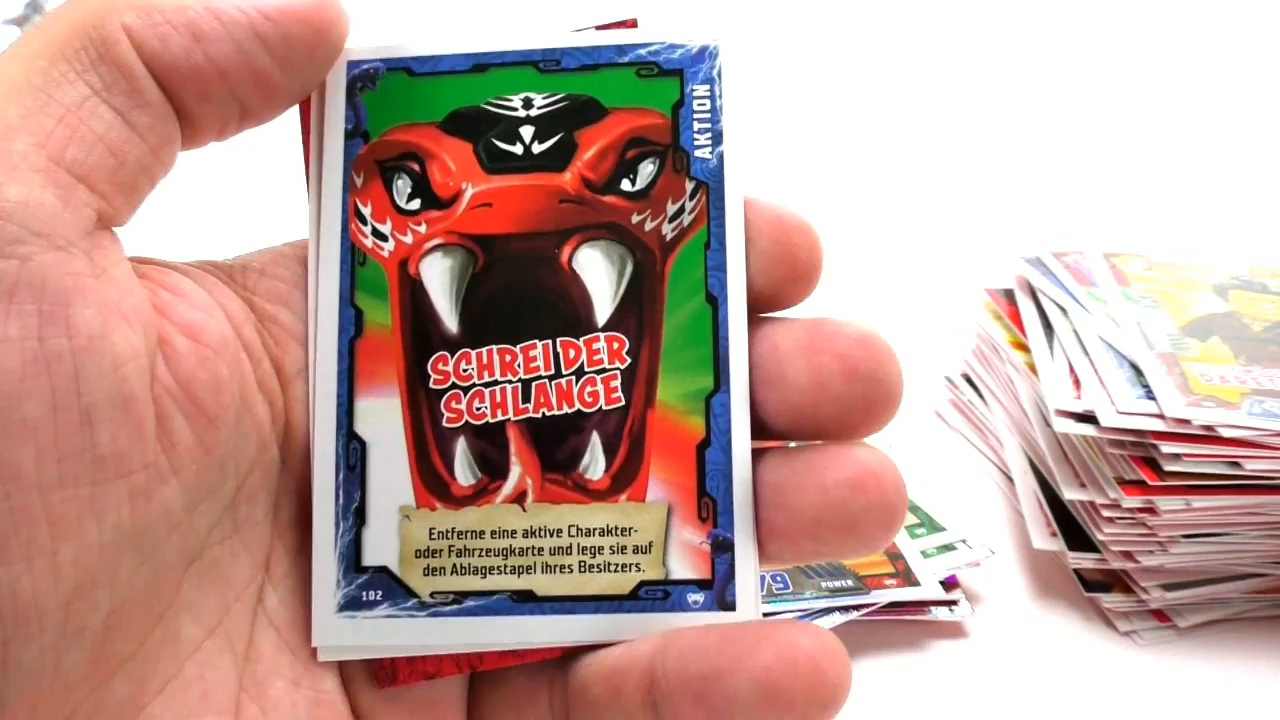 AKTION
SCHREI DER
SCHLANGE
Entferne eine aktive Charakter-
oder Fahrzeugkarte und lege sie auf
den Ablagestapel ihres Besitzers.
102
79
POWER